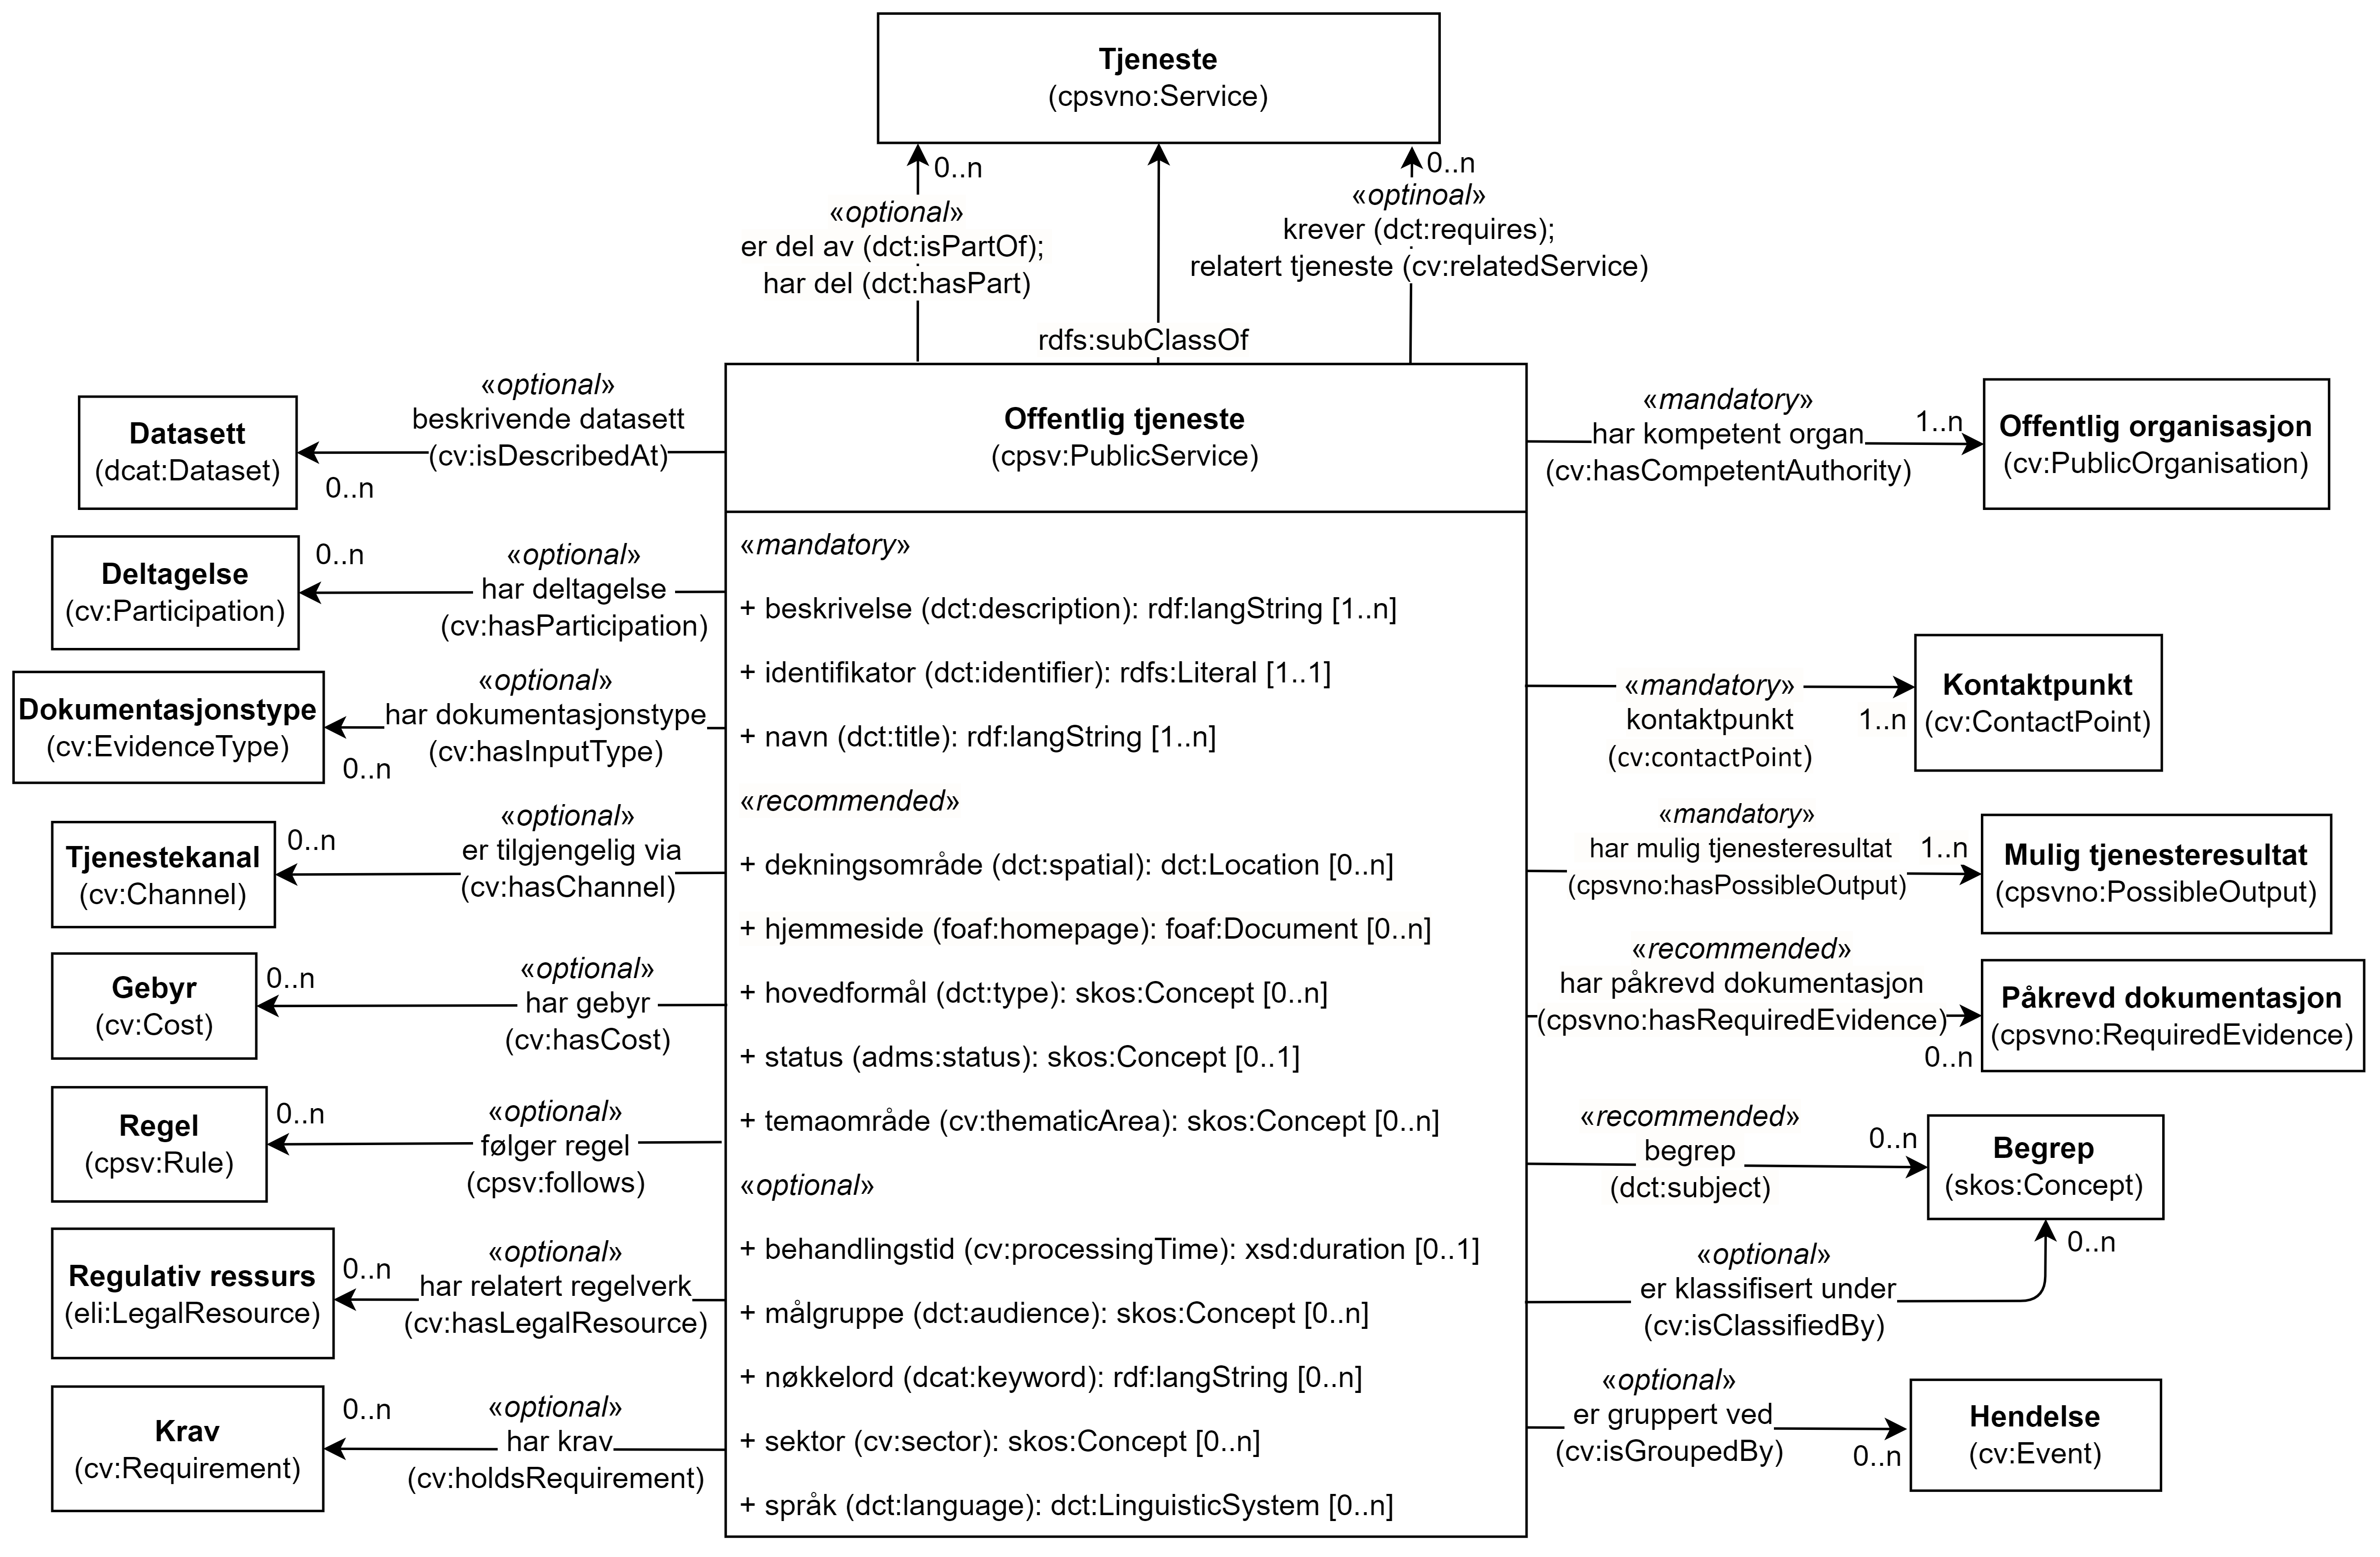 Tjeneste
(cpsvno:Service)
0..n
«optional»
er del av (dct:isPartOf);
har del (dct:hasPart)
rdfs:subClassOf
0..n
«optinoal»
krever (dct:requires);
relatert tjeneste (cv:relatedService)
Datasett
(dcat:Dataset)
«optional»
beskrivende datasett
(cv:isDescribedAt)
0..n
Deltagelse
(cv:Participation)
0..n
«optional»
har deltagelse
(cv:hasParticipation)
Dokumentasjonstype
(cv:EvidenceType)
«optional»
har dokumentasjonstype
(cv:hasInputType)
0..n
Tjenestekanal
(cv:Channel)
0..n
«optional»
er tilgjengelig via
(cv:hasChannel)
Gebyr
(cv:Cost)
0..n
«optional»
har gebyr
(cv:hasCost)
Regel
(cpsv:Rule)
0..n
«optional»
følger regel
(cpsv:follows)
Regulativ ressurs
(eli:LegalResource)
0..n
«optional»
har relatert regelverk
(cv:hasLegalResource)
Krav
(cv:Requirement)
0..n
«optional»
har krav
(cv:holdsRequirement)
Offentlig tjeneste
(cpsv:PublicService)
«mandatory»
+ beskrivelse (dct:description): rdf:langString [1..n]
+ identifikator (dct:identifier): rdfs:Literal [1..1]
+ navn (dct:title): rdf:langString [1..n]
«recommended»
+ dekningsområde (dct:spatial): dct:Location [0..n]
+ hjemmeside (foaf:homepage): foaf:Document [0..n]
+ hovedformål (dct:type): skos:Concept [0..n]
+ status (adms:status): skos:Concept [0..1]
+ temaområde (cv:thematicArea): skos:Concept [0..n]
«optional»
+ behandlingstid (cv:processingTime): xsd:duration [0..1]
+ målgruppe (dct:audience): skos:Concept [0..n]
+ nøkkelord (dcat:keyword): rdf:langString [0..n]
+ sektor (cv:sector): skos:Concept [0..n]
+ språk (dct:language): dct:LinguisticSystem [0..n]
«mandatory»
har kompetent organ
(cv:hasCompetentAuthority)
1..n
Offentlig organisasjon
(cv:PublicOrganisation)
«mandatory»
kontaktpunkt
(cv:contactPoint)
1..n
Kontaktpunkt
(cv:ContactPoint)
«mandatory»
har mulig tjenesteresultat
(cpsvno:hasPossibleOutput)
1..n
Mulig tjenesteresultat
(cpsvno:PossibleOutput)
«recommended»
har påkrevd dokumentasjon
(cpsvno:hasRequiredEvidence)
0..n
Påkrevd dokumentasjon
(cpsvno:RequiredEvidence)
«recommended»
begrep
(dct:subject)
0..n
Begrep
(skos:Concept)
«optional»
er klassifisert under
(cv:isClassifiedBy)
0..n
«optional»
er gruppert ved
(cv:isGroupedBy)
0..n
Hendelse
(cv:Event)